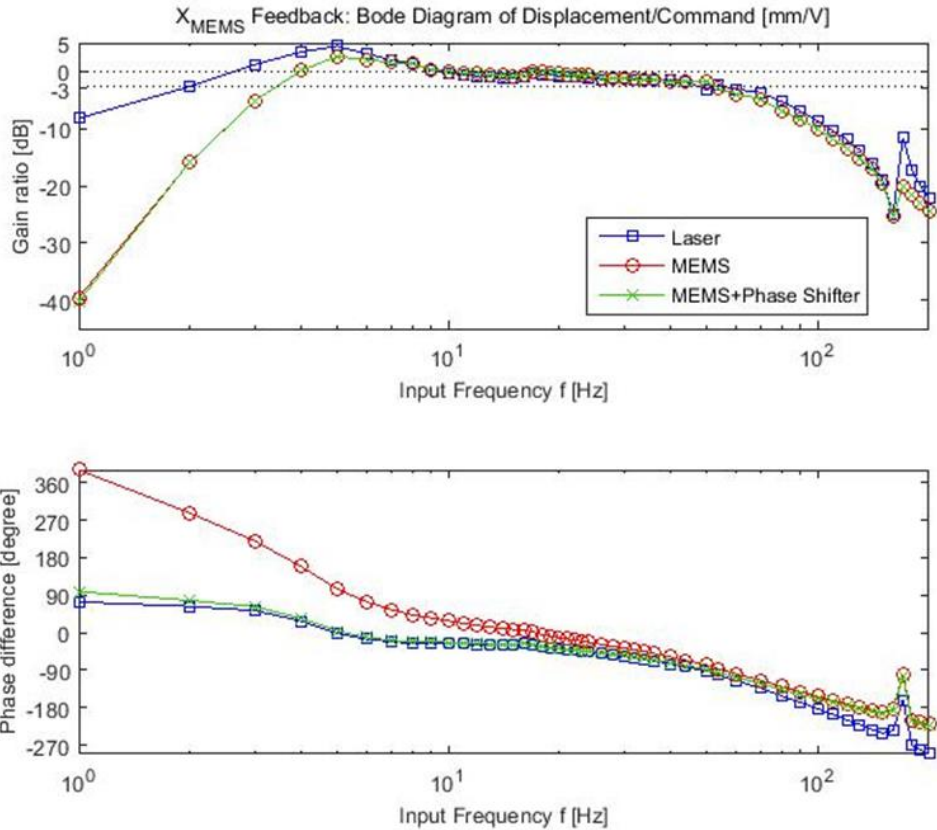 X_MEMS Feedback: Bode Diagram of Displacement/Command [mm/V]
5
0
-3
-10
-20
-30
-40
Gain ratio [dB]
Laser
MEMS
MEMS+Phase Shifter
10^0 10^1 10^2
Input Frequency f [Hz]
360
270
180
90
0
-90
-180
-270
Phase difference [degree]
10^0 10^1 10^2
Input Frequency f [Hz]